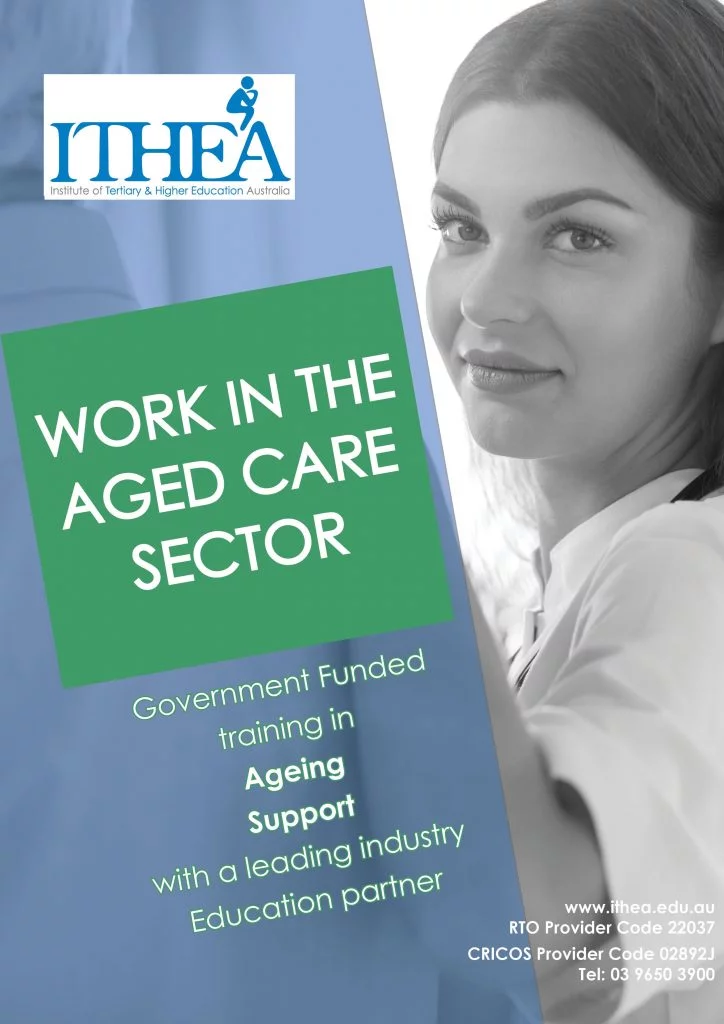 ITHEA
Institute of Tertiary & Higher Education Australia
WORK IN THE
AGED CARE
SECTOR
Government Funded
training in
Ageing
Support
with a leading industry
Education partner
www.ithea.edu.au
RTO Provider Code 22037
CRICOS Provider Code 02892J
Tel: 03 9650 3900